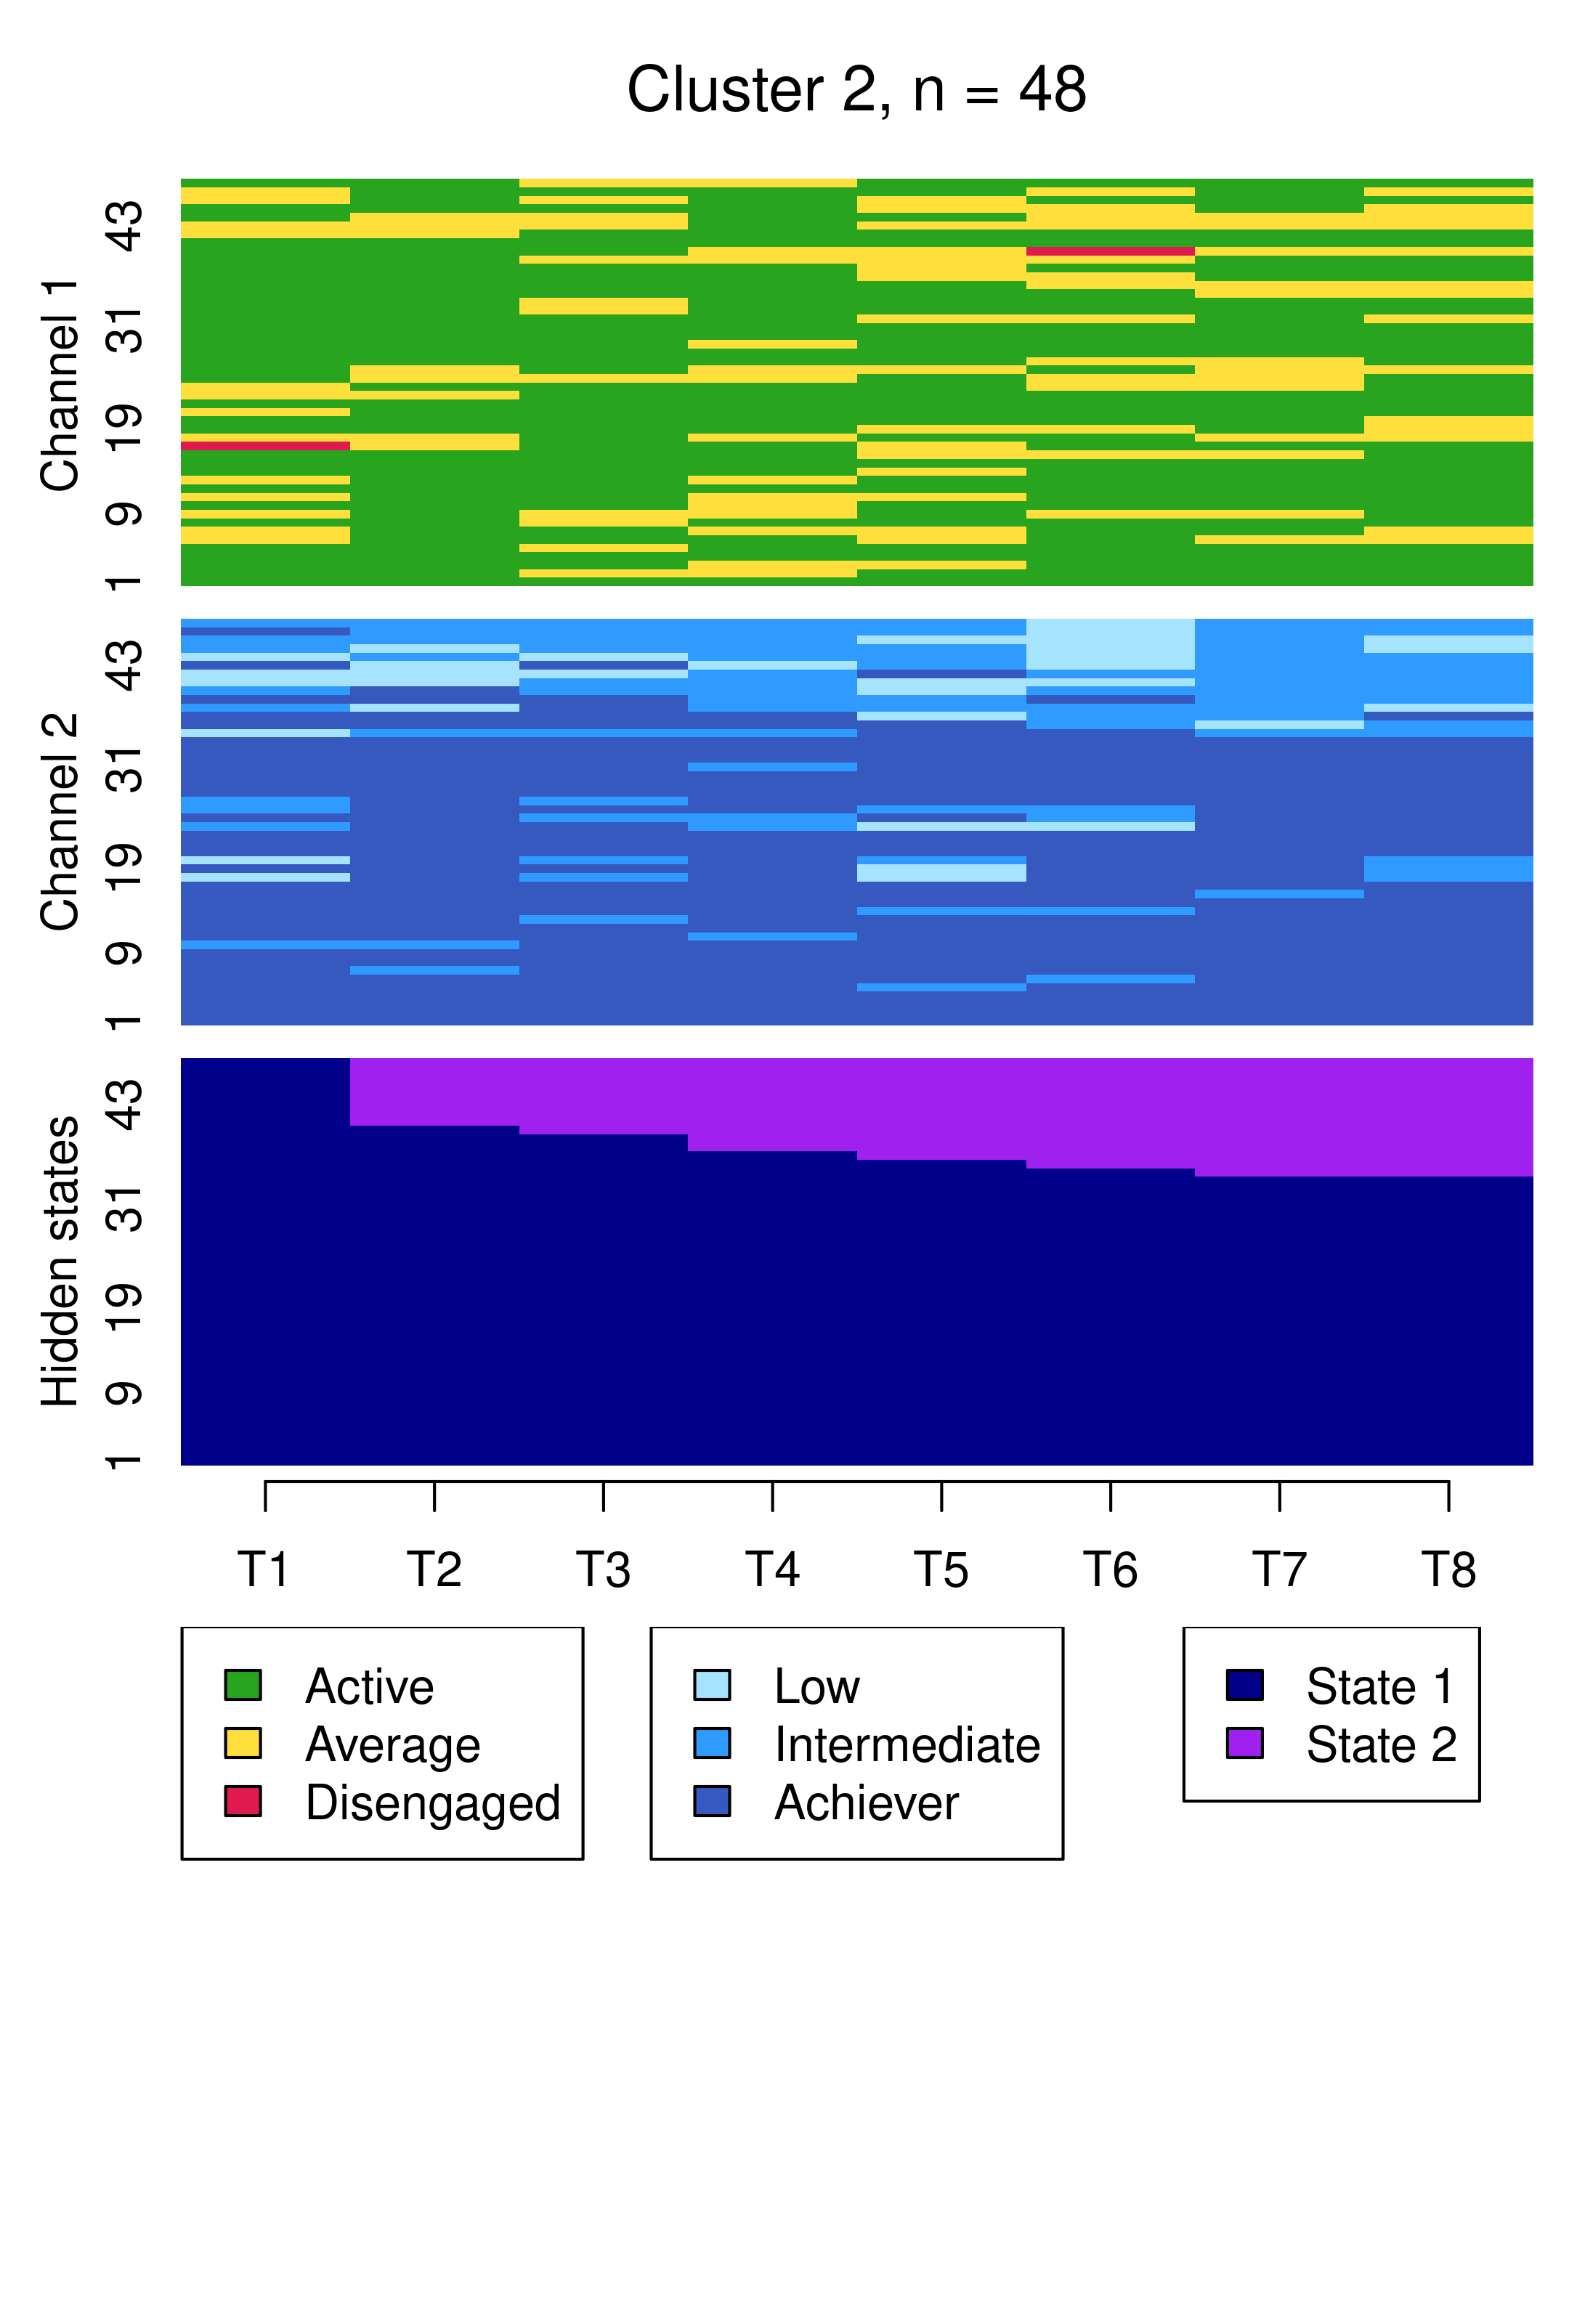 Cluster 2, n = 48
Channel 1
43
31
19
9
1
Channel 2
43
31
19
9
1
Hidden states
43
31
19
9
1
T1 T2 T3 T4 T5 T6 T7 T8
Active
Average
Disengaged
Low
Intermediate
Achiever
State 1
State 2